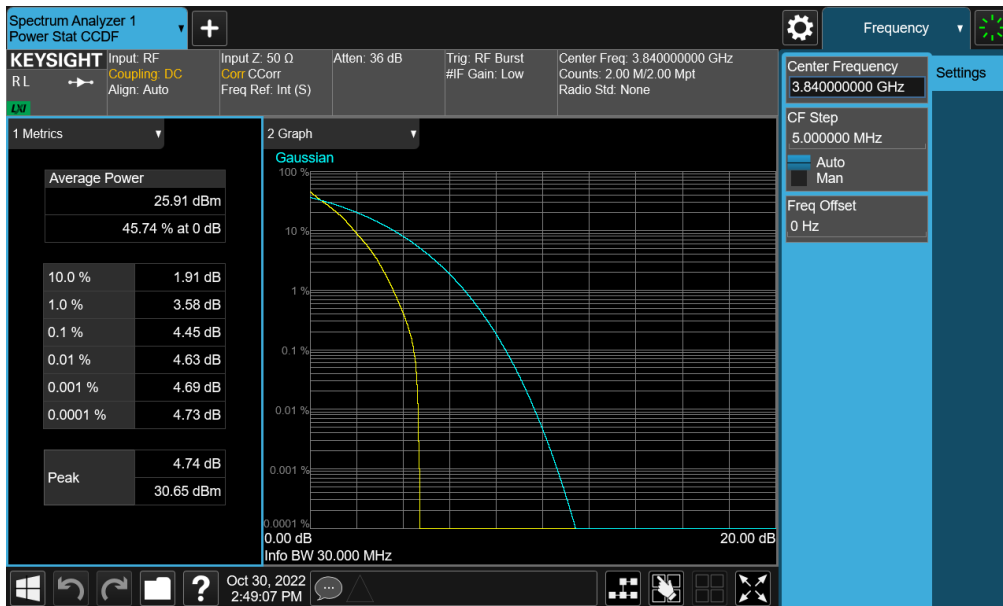 Spectrum Analyzer 1
Power Stat CCDF
+
Frequency
KEYSIGHT
RL
LXI
Input: RF
Coupling: DC
Align: Auto
Input Z: 50 Ω
Corr CCorr
Freq Ref: Int (S)
Atten: 36 dB
Trig: RF Burst
#IF Gain: Low
Center Freq: 3.840000000 GHz
Counts: 2.00 M/2.00 Mpt
Radio Std: None
Center Frequency
3.840000000 GHz
Settings
CF Step
5.000000 MHz
Auto
Man
Freq Offset
0 Hz
1 Metrics
Average Power
25.91 dBm
45.74 % at 0 dB
10.0 % 1.91 dB
1.0 % 3.58 dB
0.1 % 4.45 dB
0.01 % 4.63 dB
0.001 % 4.69 dB
0.0001 % 4.73 dB
Peak
4.74 dB
30.65 dBm
2 Graph
Gaussian
100 %
10 %
1 %
0.1 %
0.01 %
0.001 %
0.0001 %
0.00 dB 20.00 dB
Info BW 30.000 MHz
?
Oct 30, 2022
2:49:07 PM